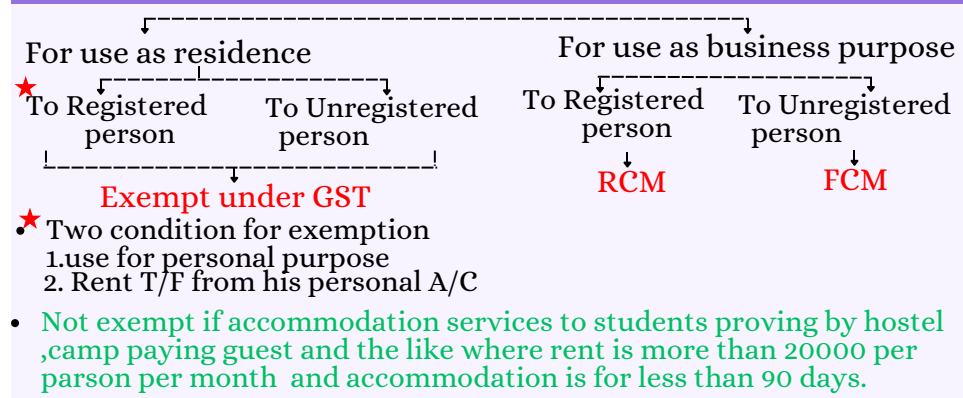 For use as residence
For use as business purpose
To Registered
person
To Unregistered
person
To Registered
person
To Unregistered
person
Exempt under GST
RCM
FCM
• Two condition for exemption
1.use for personal purpose
2. Rent T/F from his personal A/C
• Not exempt if accommodation services to students proving by hostel
,camp paying guest and the like where rent is more than 20000 per
parson per month and accommodation is for less than 90 days.